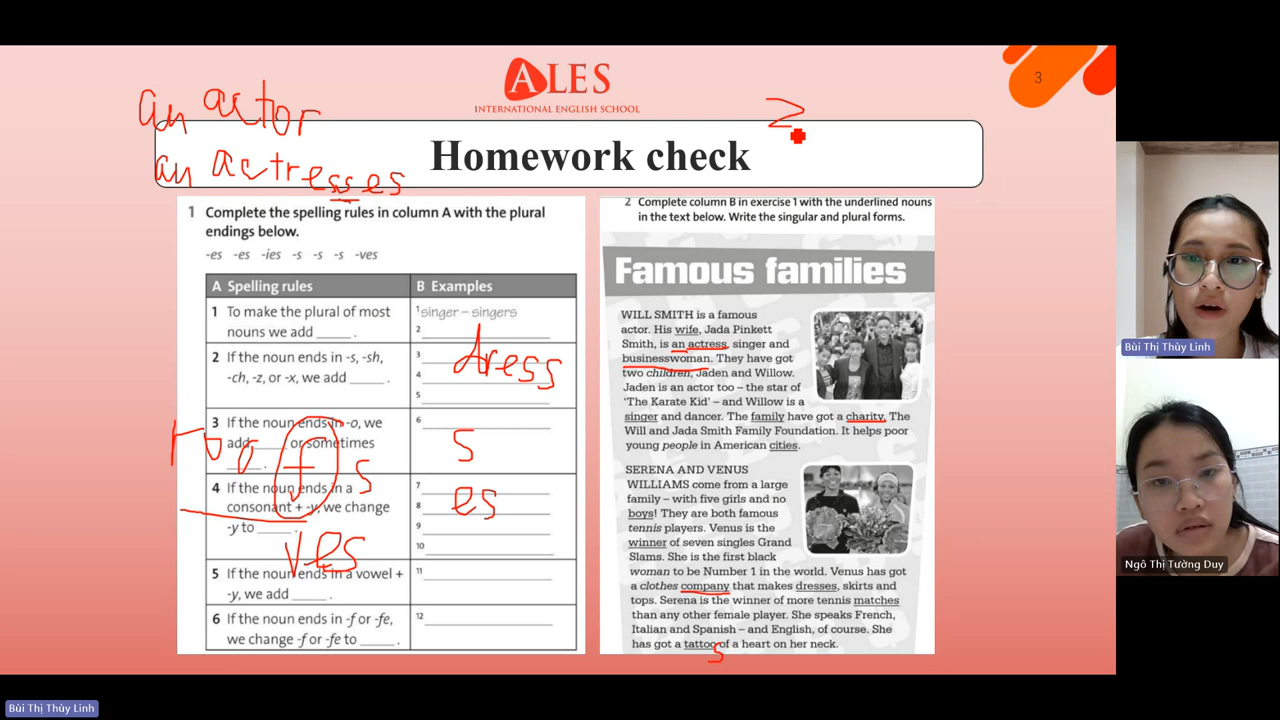 3
ALES
INTERNATIONAL ENGLISH SCHOOL
an actor
an actresses
2
Homework check
1 Complete the spelling rules in column A with the plural
endings below.
-es -es -ies -s -s -s -ves
A Spelling rules B Examples
1 To make the plural of most
nouns we add ____ .
1 singer – singers
2
2 If the noun ends in -s, -sh,
-ch, -z, or -x, we add ____ .
3
4
5
dress
3 If the noun ends in -o, we
add ____ or sometimes
____ .
6
s
roof
s
4 If the noun ends in a
consonant + -y, we change
-y to ____ .
7
8
9
10
es
ves
5 If the noun ends in a vowel +
-y, we add ____ .
11
6 If the noun ends in -f or -fe,
we change -f or -fe to ____ .
12
2 Complete column B in exercise 1 with the underlined nouns
in the text below. Write the singular and plural forms.
Famous families
WILL SMITH is a famous
actor. His wife, Jada Pinkett
Smith, is an actress, singer and
businesswoman. They have got
two children, Jaden and Willow.
Jaden is an actor too – the star of
'The Karate Kid' – and Willow is a
singer and dancer. The family have got a charity, The
Will and Jada Smith Family Foundation. It helps poor
young people in American cities.
SERENA AND VENUS
WILLIAMS come from a large
family – with five girls and no
boys! They are both famous
tennis players. Venus is the
winner of seven singles Grand
Slams. She is the first black
woman to be Number 1 in the world. Venus has got
a clothes company that makes dresses, skirts and
tops. Serena is the winner of more tennis matches
than any other female player. She speaks French,
Italian and Spanish – and English, of course. She
has got a tattoo of a heart on her neck.
s
Bùi Thị Thùy Linh
Ngô Thị Tường Duy
Bùi Thị Thùy Linh